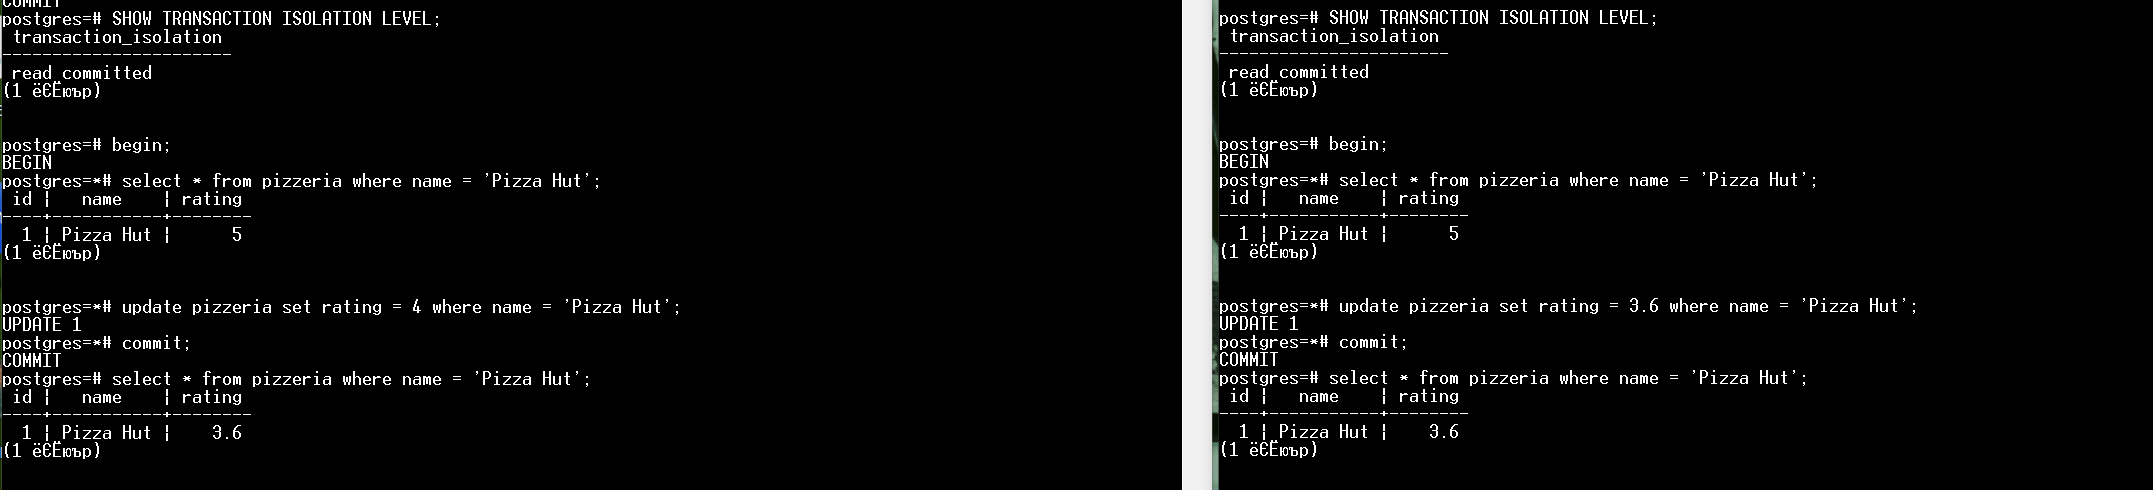 COMMIT
postgres=# SHOW TRANSACTION ISOLATION LEVEL;
 transaction_isolation
-----------------------
 read committed
(1 ёЄЁюър)
postgres=# begin;
BEGIN
postgres=*# select * from pizzeria where name = 'Pizza Hut';
 id ¦   name    ¦ rating
----+-----------+--------
  1 ¦ Pizza Hut ¦      5
(1 ёЄЁюър)
postgres=*# update pizzeria set rating = 4 where name = 'Pizza Hut';
UPDATE 1
postgres=*# commit;
COMMIT
postgres=# select * from pizzeria where name = 'Pizza Hut';
 id ¦   name    ¦ rating
----+-----------+--------
  1 ¦ Pizza Hut ¦    3.6
(1 ёЄЁюър)
postgres=# SHOW TRANSACTION ISOLATION LEVEL;
 transaction_isolation
-----------------------
 read committed
(1 ёЄЁюър)
postgres=# begin;
BEGIN
postgres=*# select * from pizzeria where name = 'Pizza Hut';
 id ¦   name    ¦ rating
----+-----------+--------
  1 ¦ Pizza Hut ¦      5
(1 ёЄЁюър)
postgres=*# update pizzeria set rating = 3.6 where name = 'Pizza Hut';
UPDATE 1
postgres=*# commit;
COMMIT
postgres=# select * from pizzeria where name = 'Pizza Hut';
 id ¦   name    ¦ rating
----+-----------+--------
  1 ¦ Pizza Hut ¦    3.6
(1 ёЄЁюър)